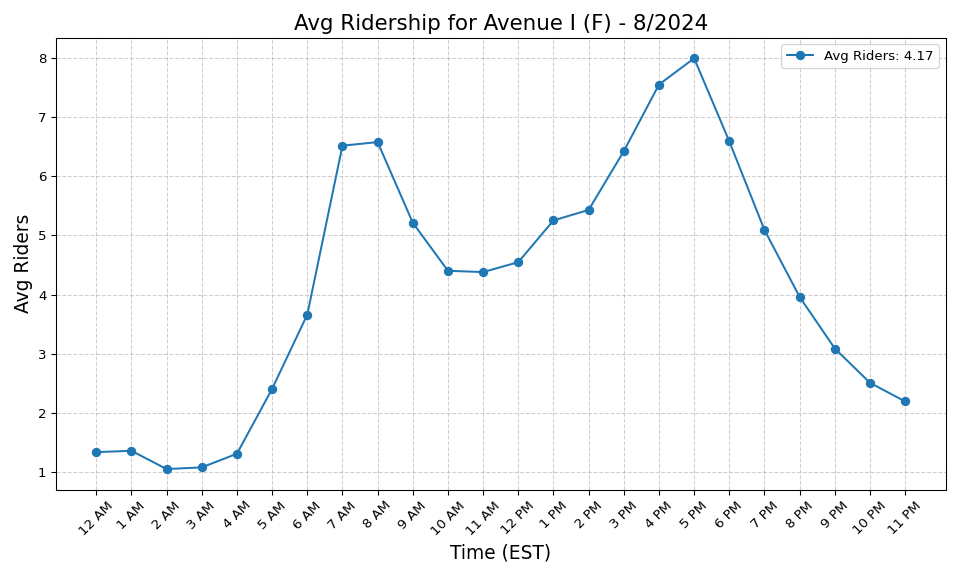 Avg Ridership for Avenue I (F) - 8/2024
Avg Riders: 4.17
Avg Riders
8
7
6
5
4
3
2
1
12 AM
1 AM
2 AM
3 AM
4 AM
5 AM
6 AM
7 AM
8 AM
9 AM
10 AM
11 AM
12 PM
1 PM
2 PM
3 PM
4 PM
5 PM
6 PM
7 PM
8 PM
9 PM
10 PM
11 PM
Time (EST)